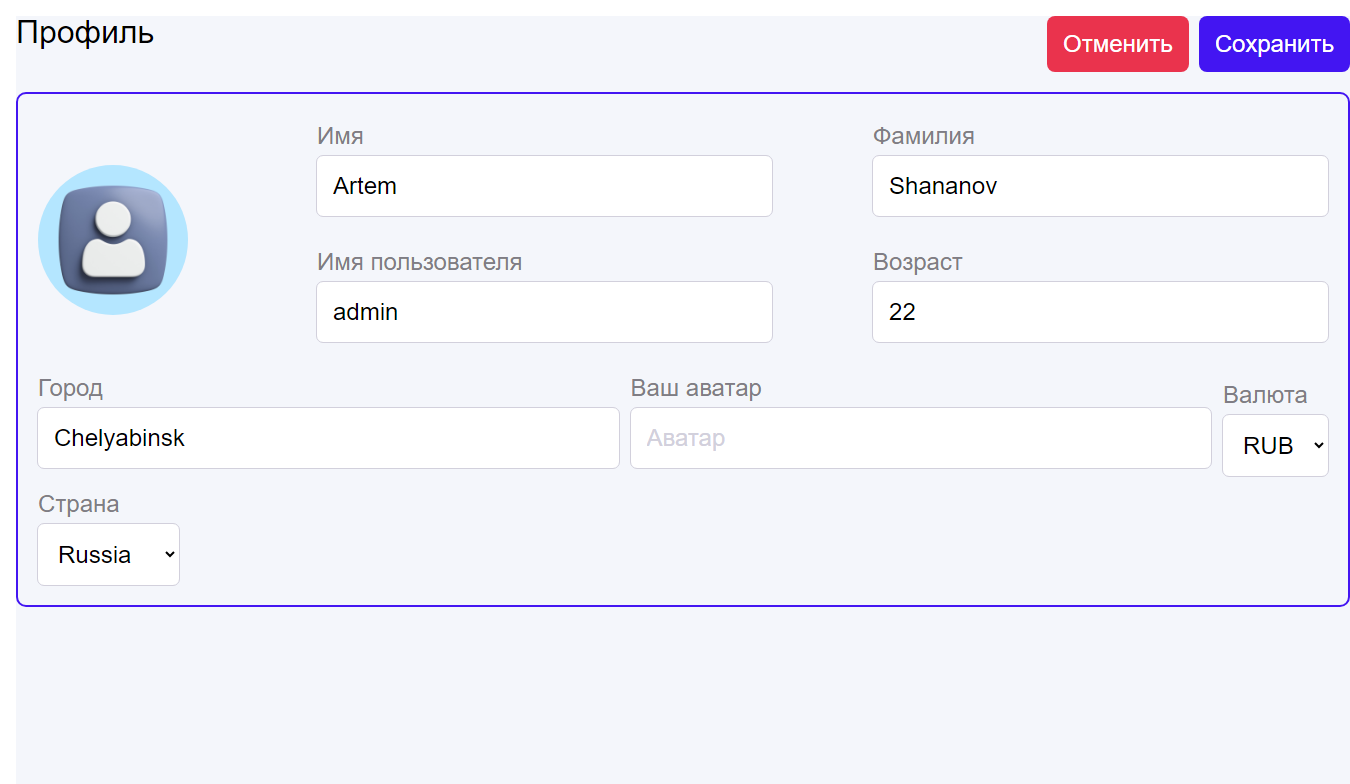 Профиль
Отменить Сохранить
Имя Фамилия
Artem Shananov
Имя пользователя Возраст
admin 22
Город Ваш аватар Валюта
Chelyabinsk Аватар RUB
Страна
Russia